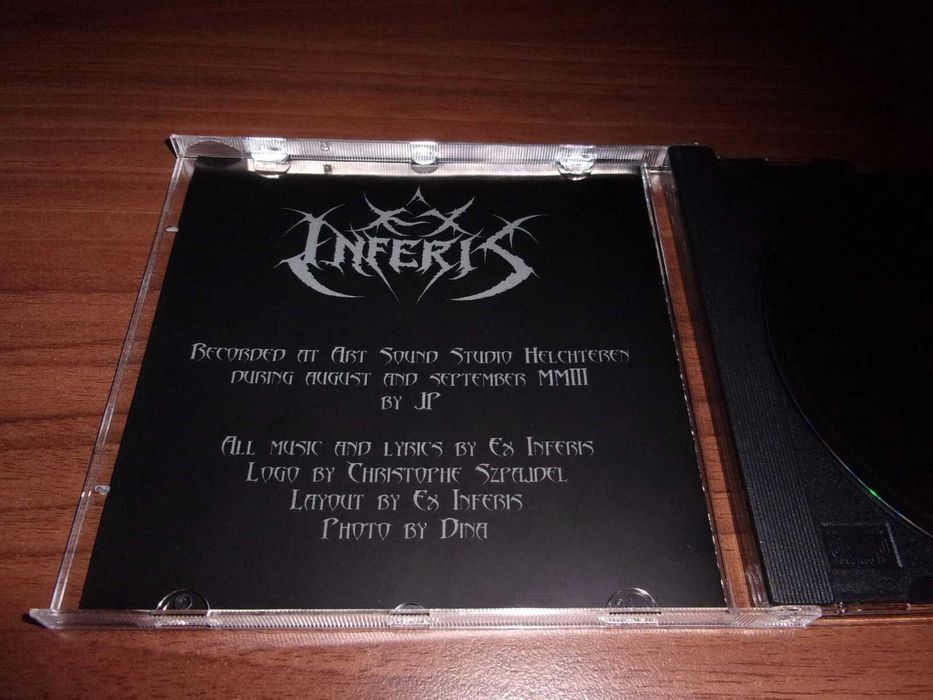 Ex
Inferis
Recorded at Art Sound Studio Helchteren
during august and september MMIII
by JP
All music and lyrics by Ex Inferis
Logo by Christophe Szpajdel
Layout by Ex Inferis
Photo by Dina